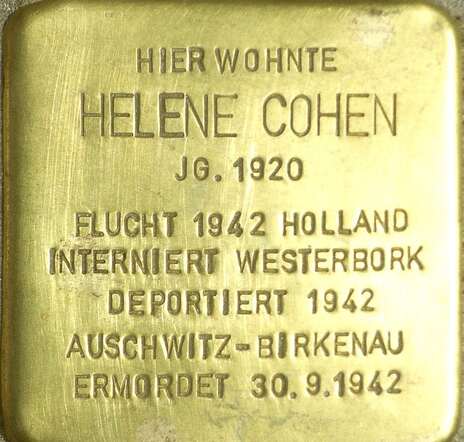 HIER WOHNTE
HELENE COHEN
JG. 1920
FLUCHT 1942 HOLLAND
INTERNIERT WESTERBORK
DEPORTIERT 1942
AUSCHWITZ-BIRKENAU
ERMORDET 30.9.1942